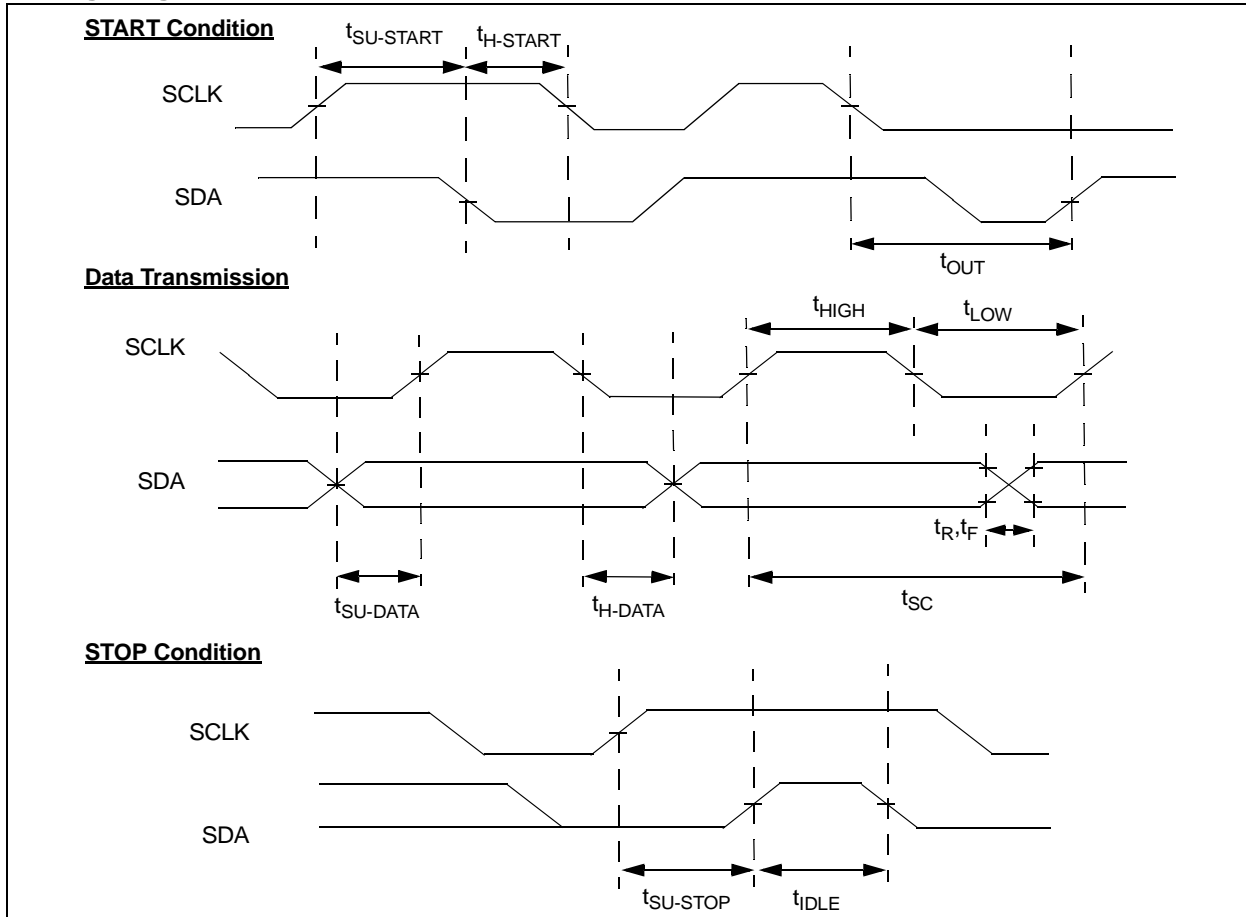 START Condition
tSU-START
tH-START
SCLK
SDA
tOUT
Data Transmission
tHIGH
tLOW
SCLK
SDA
tR,tF
tSU-DATA
tH-DATA
tSC
STOP Condition
SCLK
SDA
tSU-STOP
tIDLE